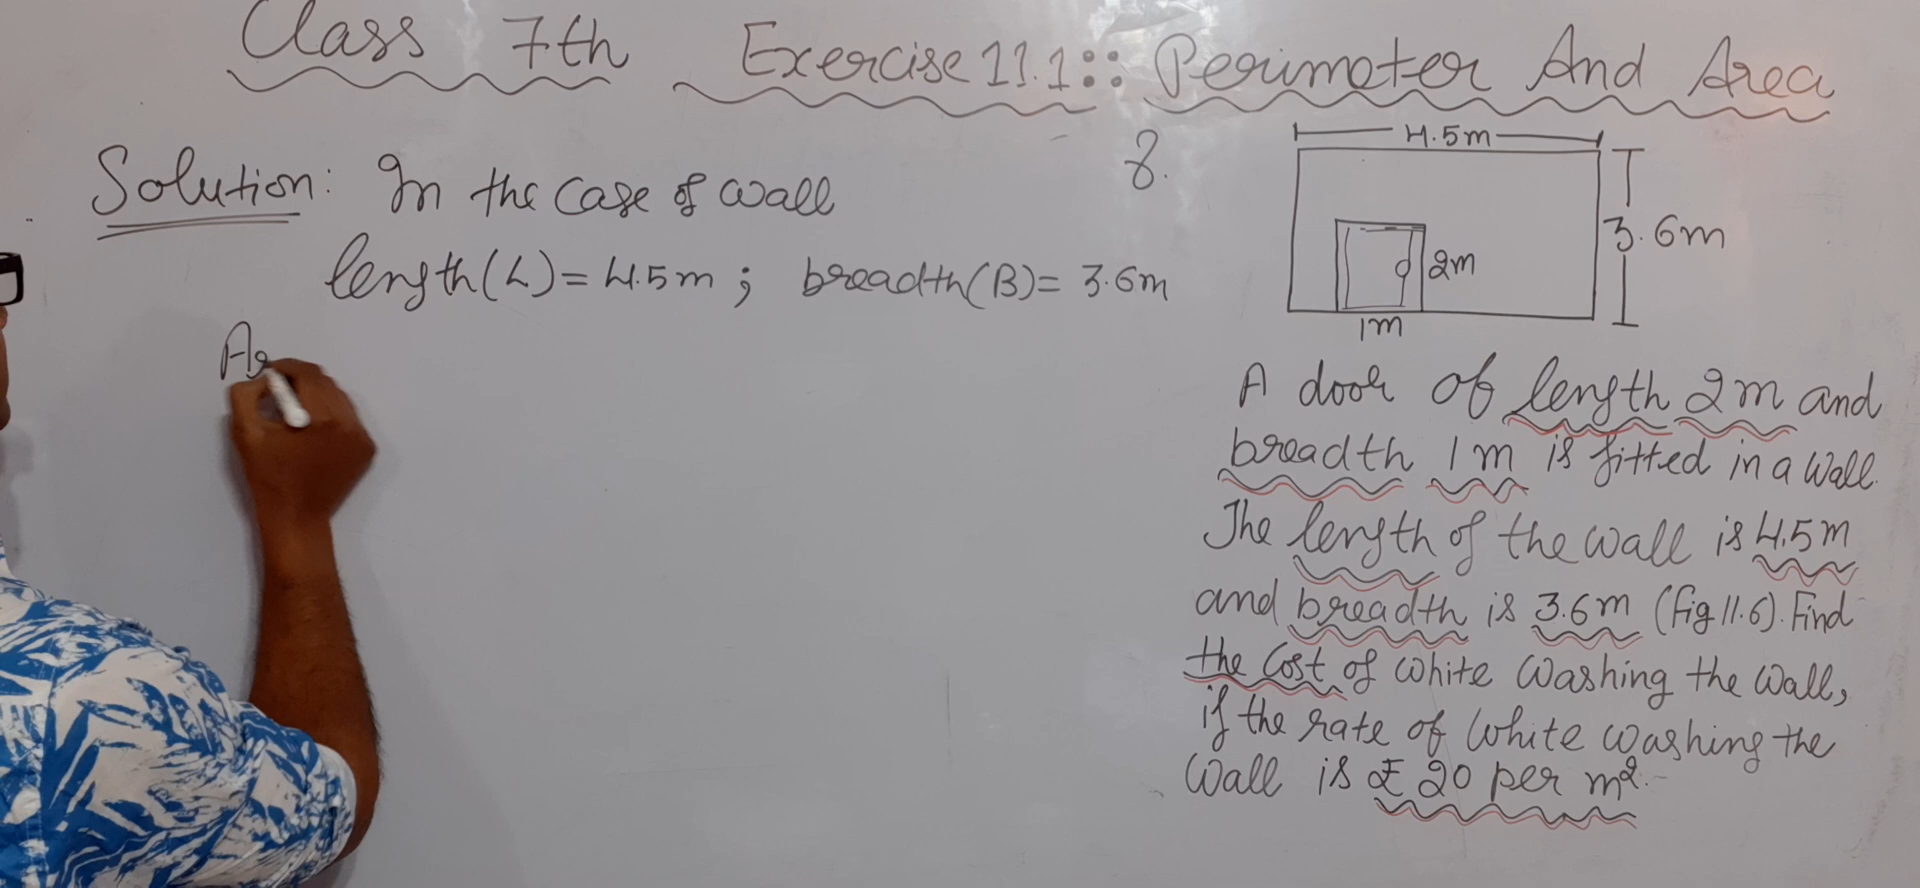 Class 7th Exercise 11.1:: Perimeter And Area
Solution: In the Case of wall
length(L)= 4.5m ; breadth(B)= 3.6m
8.
4.5m
3.6m
2m
1m
A door of length 2m and
breadth 1m is fitted in a wall.
The length of the wall is 4.5m
and breadth is 3.6m (fig 11.6). Find
the Cost of white washing the wall,
if the rate of white washing the
wall is ₹ 20 per m².